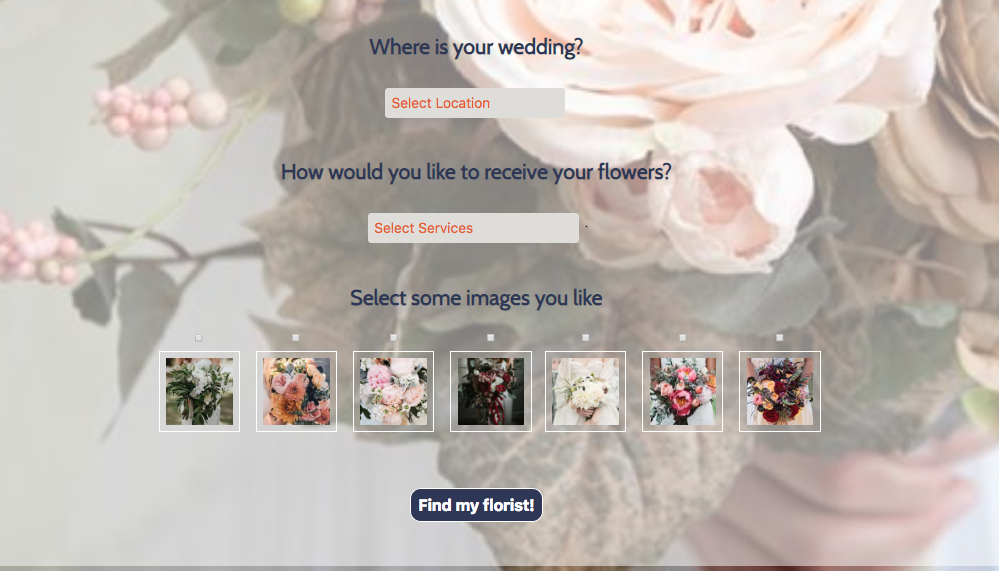 Where is your wedding?
Select Location
How would you like to receive your flowers?
Select Services
Select some images you like
Find my florist!